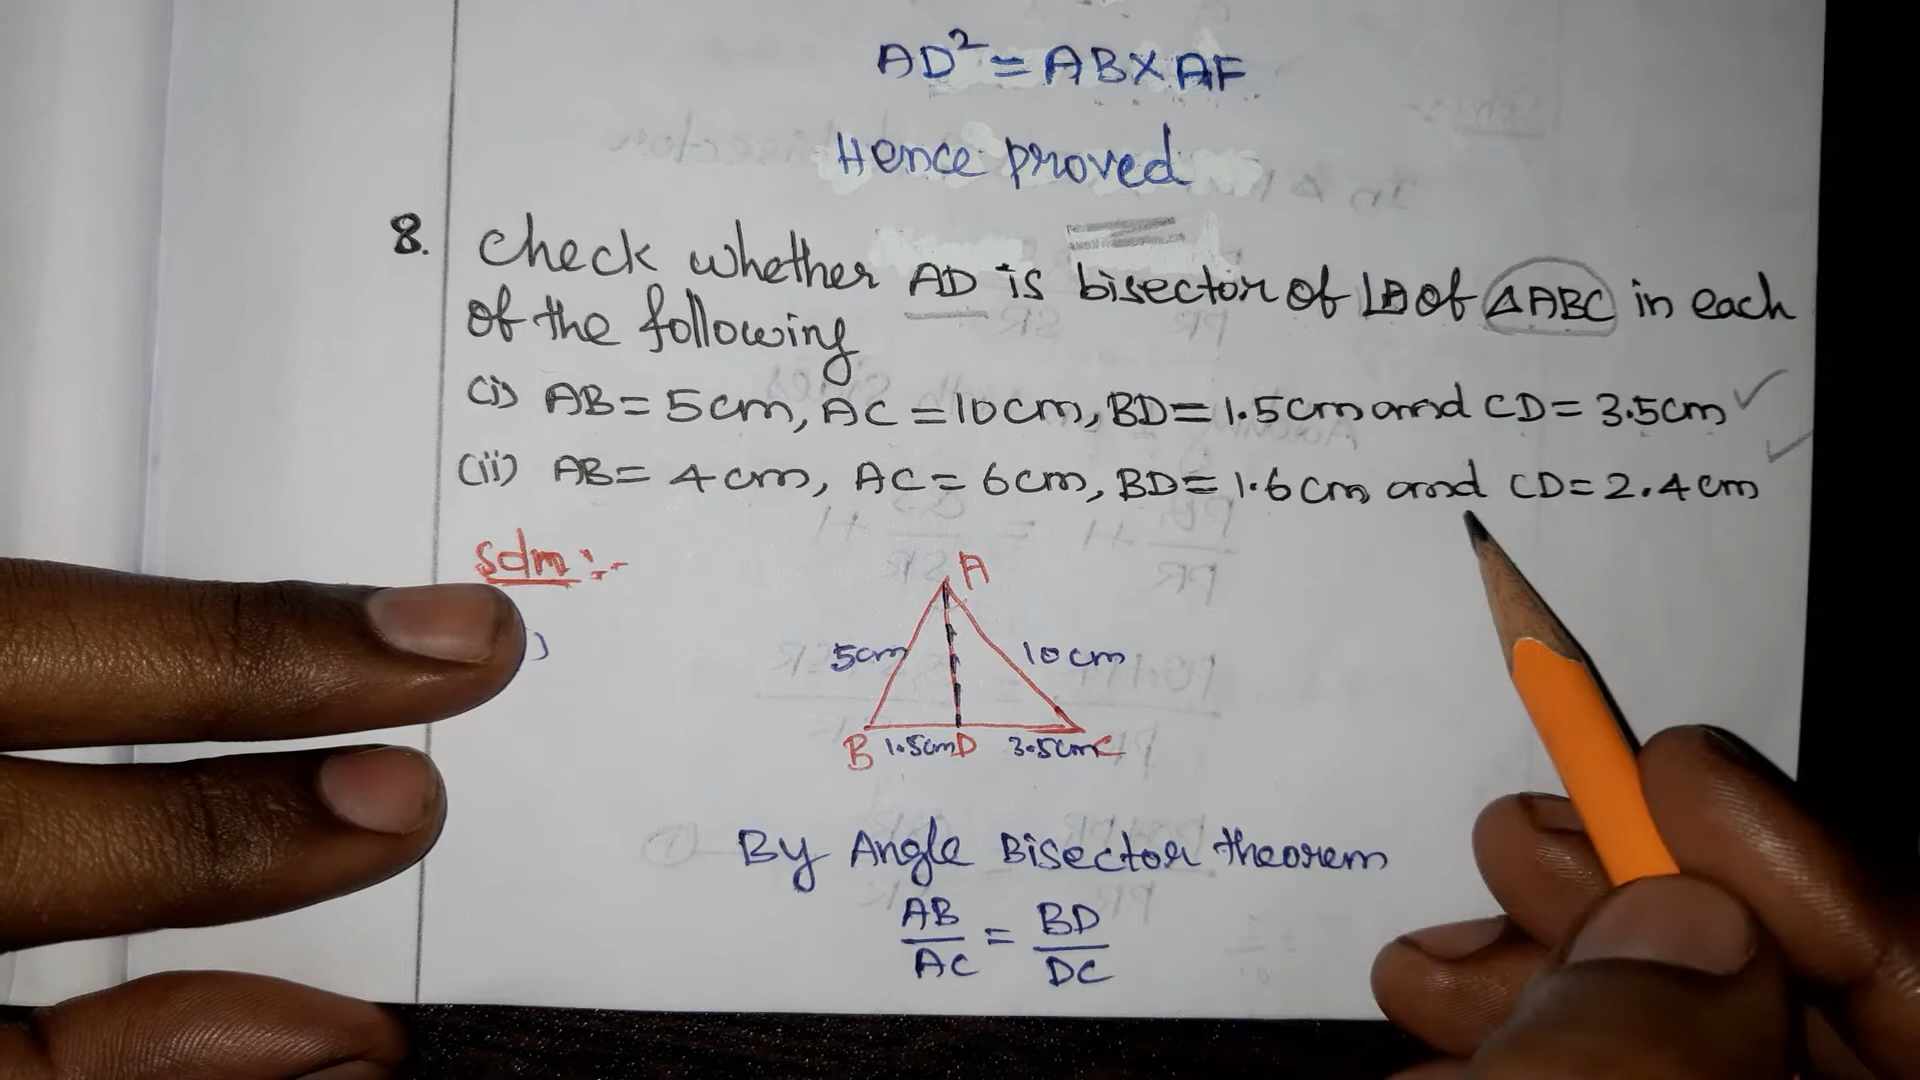 AD² = AB×AF
Hence proved
8. Check whether AD is bisector of ∠A of △ABC in each
of the following
(i) AB = 5cm, AC = 10cm, BD = 1.5cm and CD = 3.5cm
(ii) AB = 4cm, AC = 6cm, BD = 1.6cm and CD = 2.4cm
Soln :-
)
A
5cm 10cm
B 1.5cm D 3.5cm C
By Angle Bisector theorem
AB/AC = BD/DC